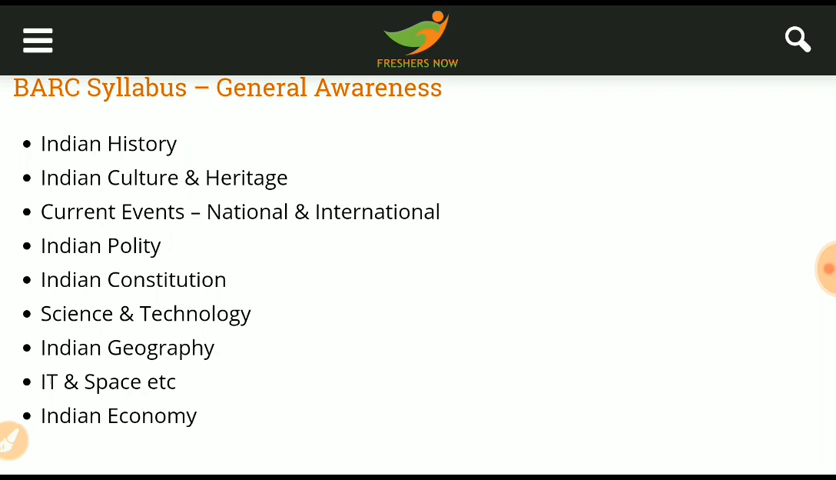 FRESHERS NOW
BARC Syllabus – General Awareness
Indian History
Indian Culture & Heritage
Current Events – National & International
Indian Polity
Indian Constitution
Science & Technology
Indian Geography
IT & Space etc
Indian Economy